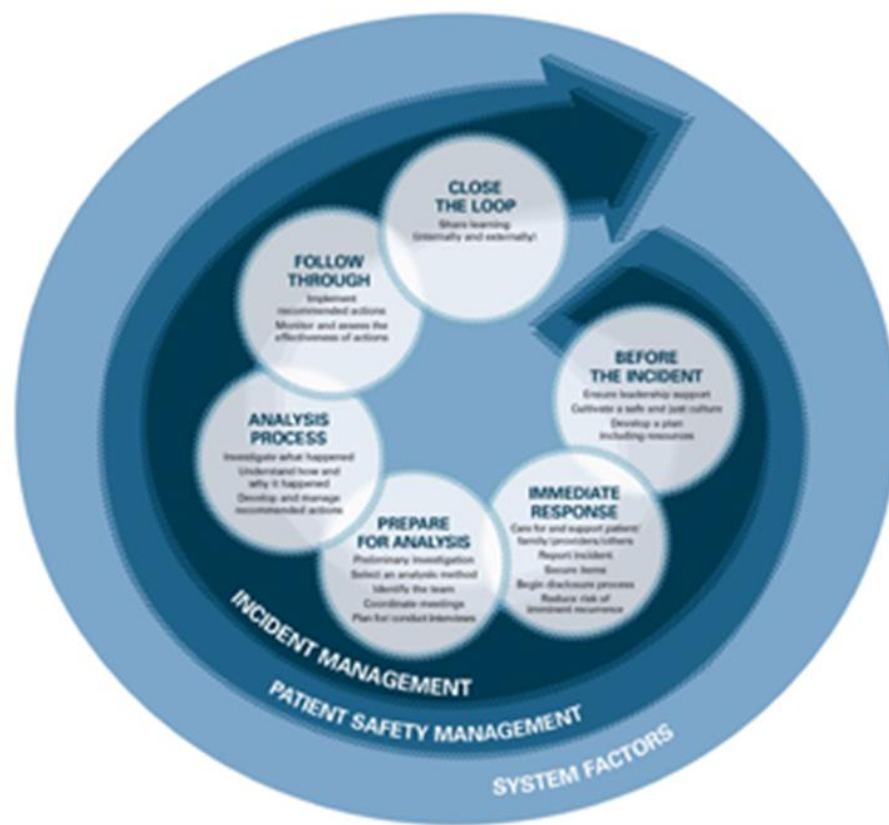 CLOSE
THE LOOP
Share learning
(internally and externally)
FOLLOW
THROUGH
Implement
recommended actions
Monitor and assess the
effectiveness of actions
BEFORE
THE INCIDENT
Ensure leadership support
Cultivate a safe and just culture
Develop a plan
including resources
ANALYSIS
PROCESS
Investigate what happened
Understand how and
why it happened
Develop and manage
recommended actions
IMMEDIATE
RESPONSE
Care for and support patient/
family/providers/others
Report incident
Secure items
Begin disclosure process
Reduce risk of
imminent recurrence
PREPARE
FOR ANALYSIS
Preliminary investigation
Select an analysis method
Identify the team
Coordinate meetings
Plan for/conduct interviews
INCIDENT MANAGEMENT
PATIENT SAFETY MANAGEMENT
SYSTEM FACTORS